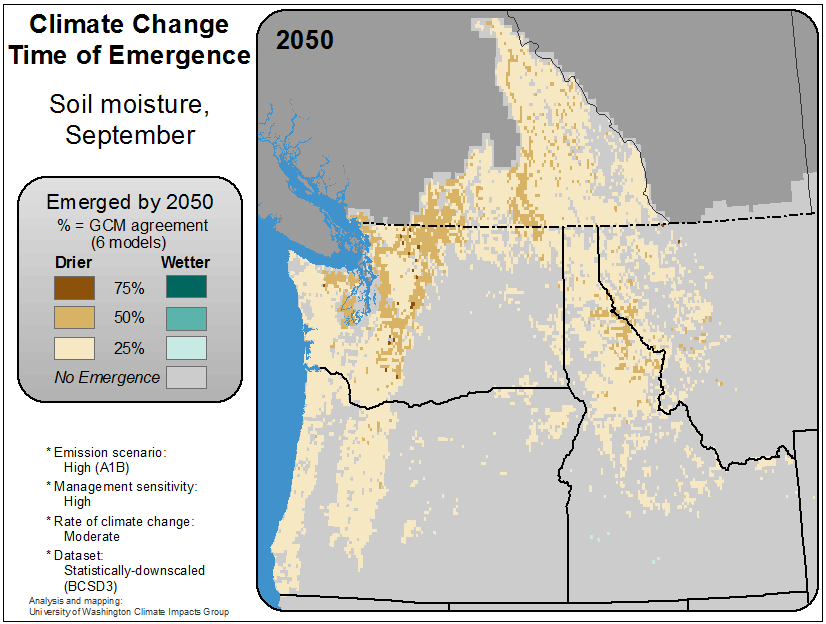 Climate Change
Time of Emergence
Soil moisture,
September
Emerged by 2050
% = GCM agreement
(6 models)
Drier Wetter
75%
50%
25%
No Emergence
* Emission scenario:
High (A1B)
* Management sensitivity:
High
* Rate of climate change:
Moderate
* Dataset:
Statistically-downscaled
(BCSD3)
Analysis and mapping:
University of Washington Climate Impacts Group
2050